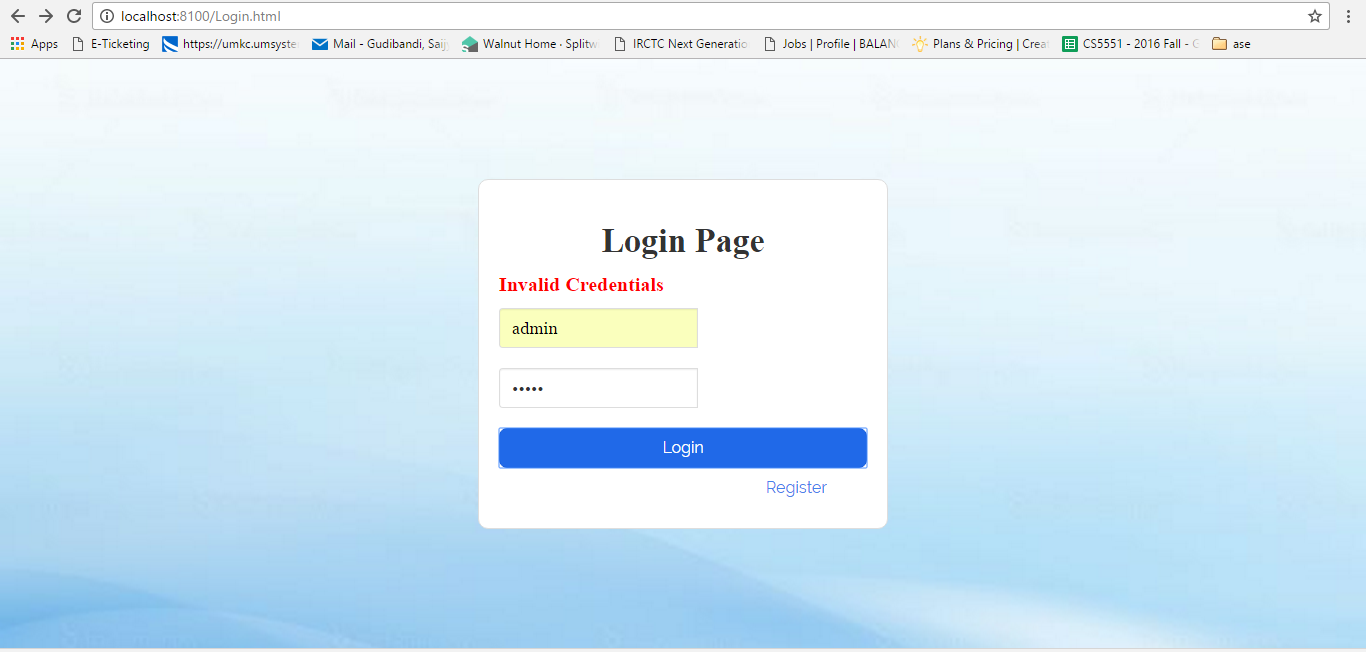 localhost:8100/Login.html
Apps E-Ticketing https://umkc.umsyste Mail - Gudibandi, Saij Walnut Home · Splitw IRCTC Next Generatio Jobs | Profile | BALAN Plans & Pricing | Crea CS5551 - 2016 Fall - G ase
Login Page
Invalid Credentials
admin
•••••
Login
Register